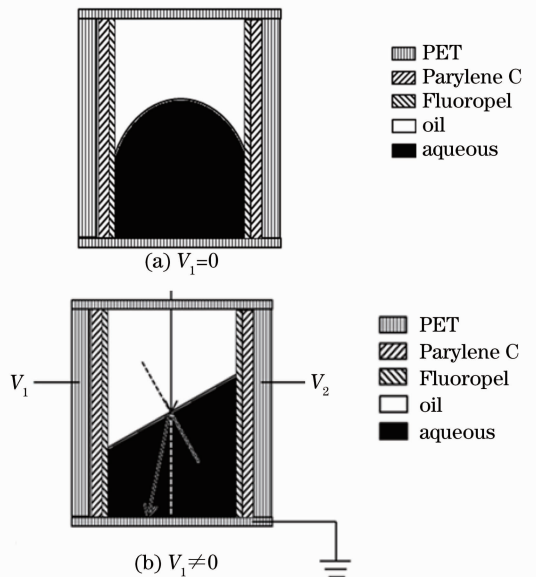 PET
Parylene C
Fluoropel
oil
aqueous
(a) V₁=0
V₁
V₂
PET
Parylene C
Fluoropel
oil
aqueous
(b) V₁≠0